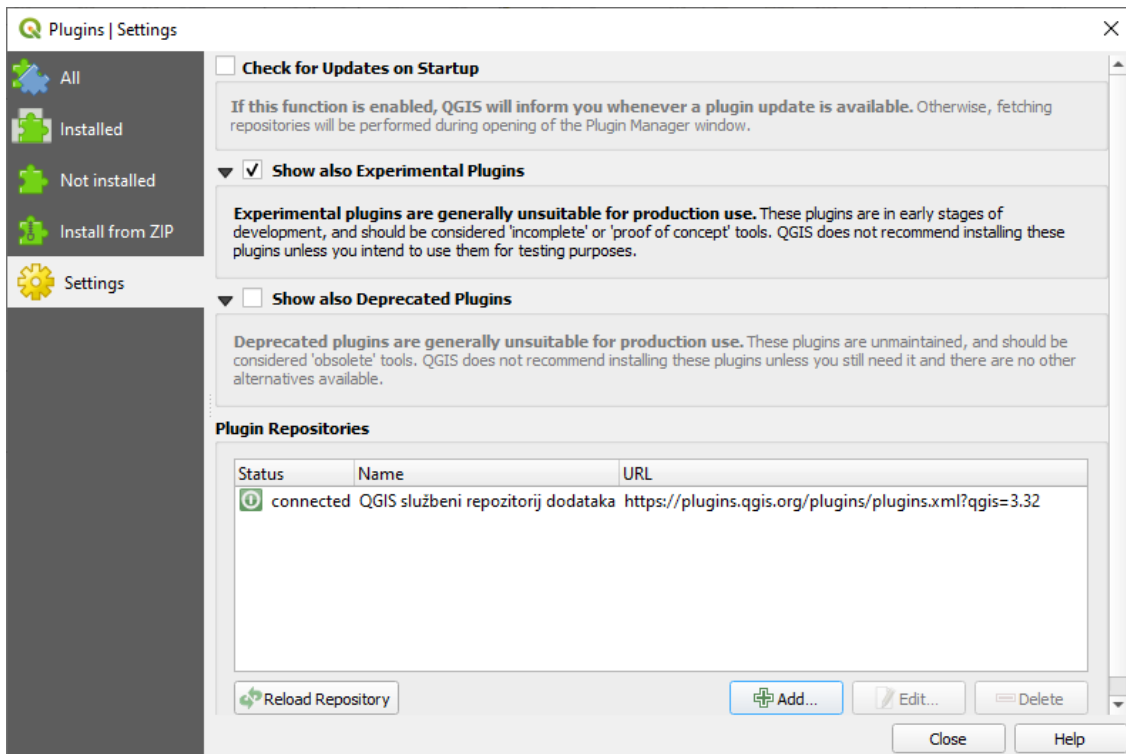 Plugins | Settings
All
Installed
Not installed
Install from ZIP
Settings
Check for Updates on Startup
If this function is enabled, QGIS will inform you whenever a plugin update is available. Otherwise, fetching
repositories will be performed during opening of the Plugin Manager window.
Show also Experimental Plugins
Experimental plugins are generally unsuitable for production use. These plugins are in early stages of
development, and should be considered 'incomplete' or 'proof of concept' tools. QGIS does not recommend installing these
plugins unless you intend to use them for testing purposes.
Show also Deprecated Plugins
Deprecated plugins are generally unsuitable for production use. These plugins are unmaintained, and should be
considered 'obsolete' tools. QGIS does not recommend installing these plugins unless you still need it and there are no other
alternatives available.
Plugin Repositories
Status Name URL
connected QGIS službeni repozitorij dodataka https://plugins.qgis.org/plugins/plugins.xml?qgis=3.32
Reload Repository Add... Edit... Delete
Close Help